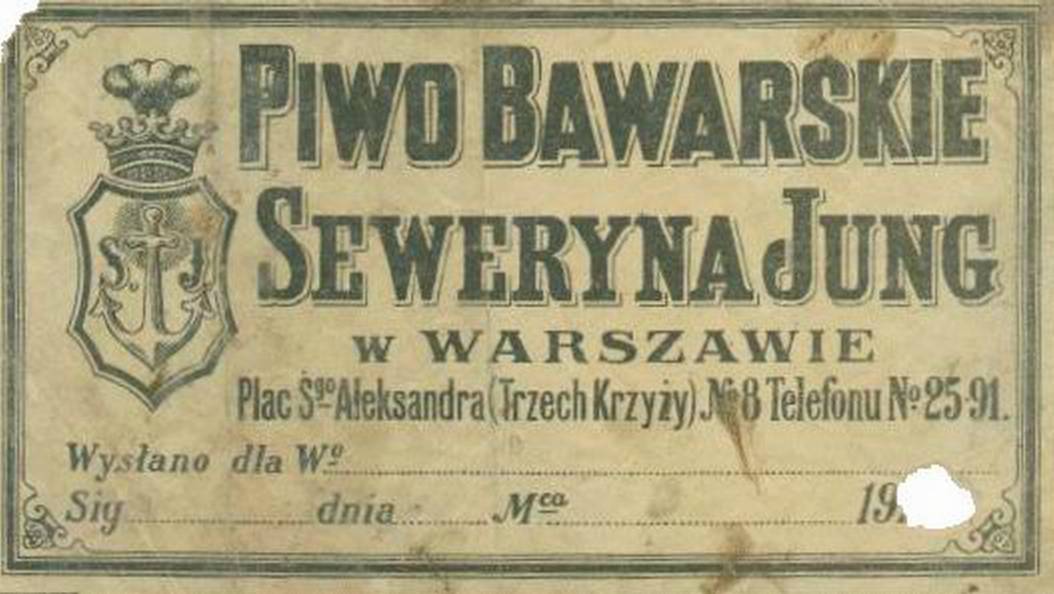 PIWO BAWARSKIE
SEWERYNA JUNG
W WARSZAWIE
S J
Plac Sgo Aleksandra (Trzech Krzyży) No 8 Telefonu No 25-91.
Wysłano dla Wo
Sig dnia Mca 19